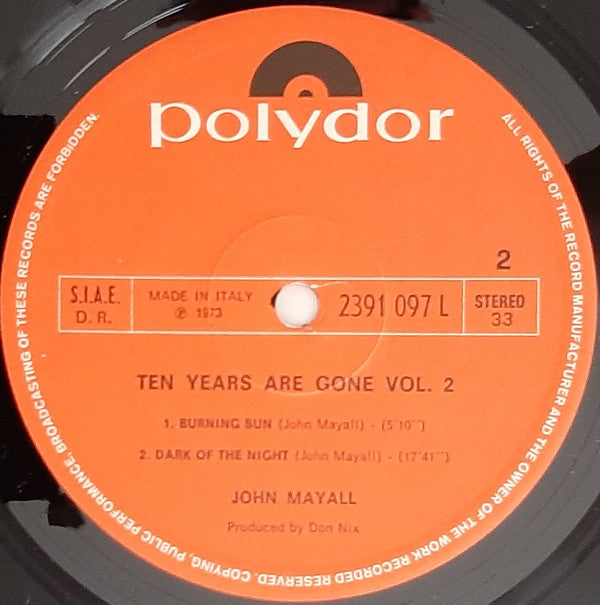 polydor
2
S.I.A.E.
D. R.
MADE IN ITALY
℗ 1973
2391 097 L
STEREO
33
TEN YEARS ARE GONE VOL. 2
1. BURNING SUN (John Mayall) - (5'10'')
2. DARK OF THE NIGHT (John Mayall) - (17'41'')
JOHN MAYALL
Produced by Don Nix
ALL RIGHTS OF THE RECORD MANUFACTURER AND THE OWNER OF THE WORK RECORDED RESERVED. COPYING, PUBLIC PERFORMANCE, BROADCASTING OF THESE RECORDS ARE FORBIDDEN.